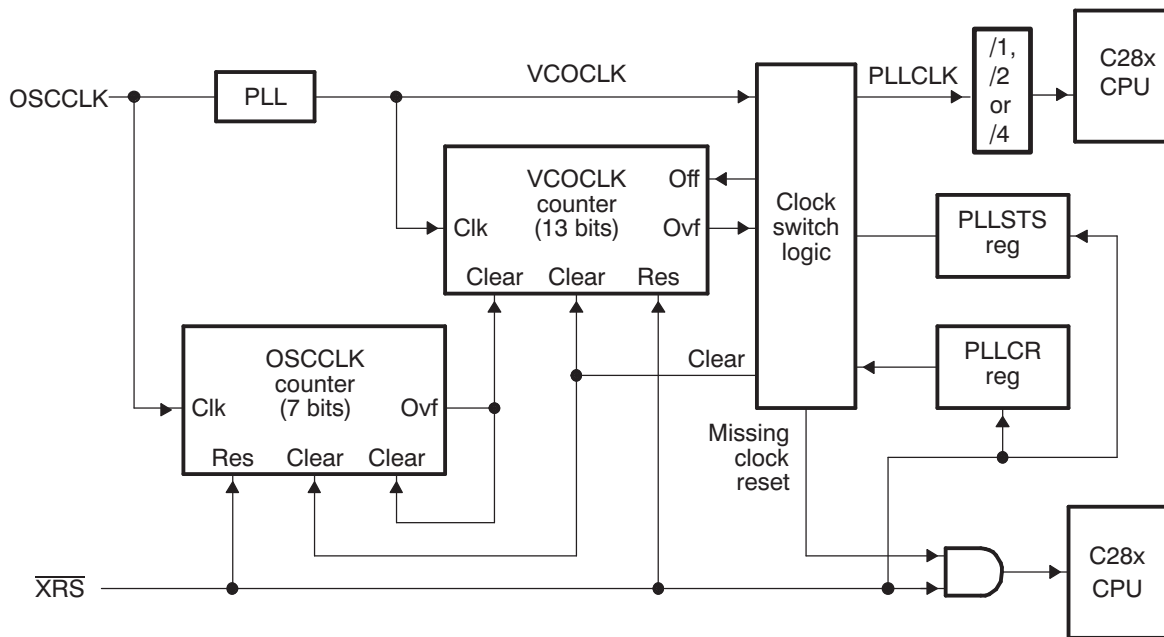 OSCCLK
PLL
VCOCLK
PLLCLK
/1,
/2
or
/4
C28x
CPU
VCOCLK
counter
(13 bits)
Off
Clk
Ovf
Clear
Clear
Res
Clock
switch
logic
PLLSTS
reg
OSCCLK
counter
(7 bits)
Clk
Ovf
Res
Clear
Clear
Clear
PLLCR
reg
Missing
clock
reset
XRS
C28x
CPU